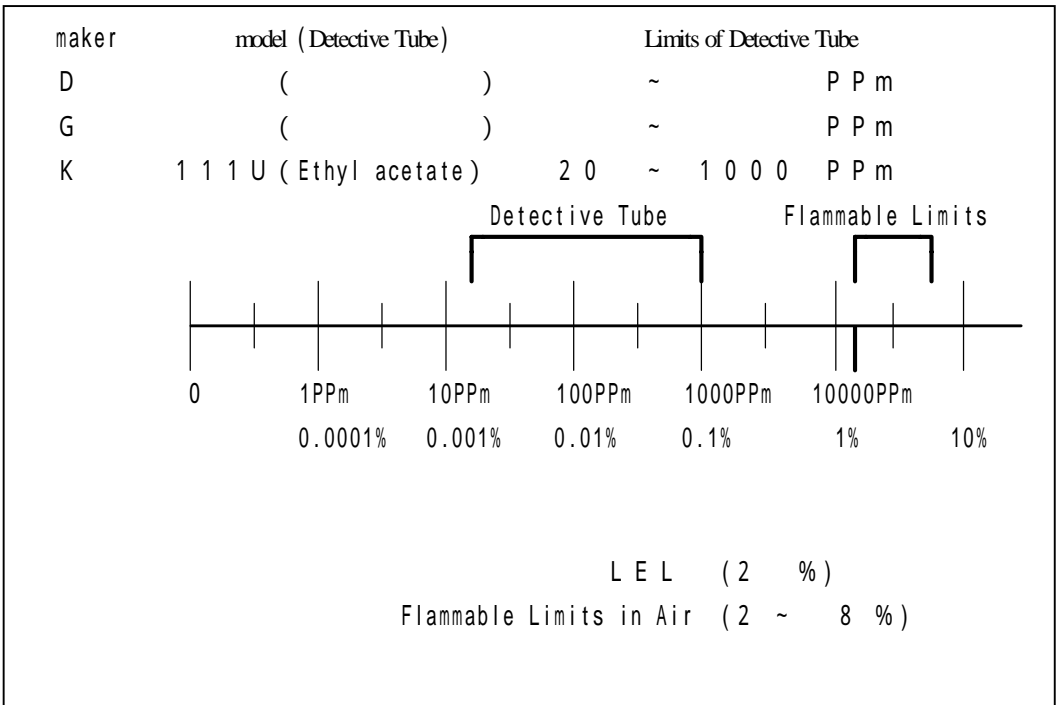 maker model (Detective Tube) Limits of Detective Tube
D ( ) ~ PPm
G ( ) ~ PPm
K 111U(Ethyl acetate) 20 ~ 1000 PPm
Detective Tube Flammable Limits
0 1PPm 10PPm 100PPm 1000PPm 10000PPm
0.0001% 0.001% 0.01% 0.1% 1% 10%
LEL (2 %)
Flammable Limits in Air (2 ~ 8 %)